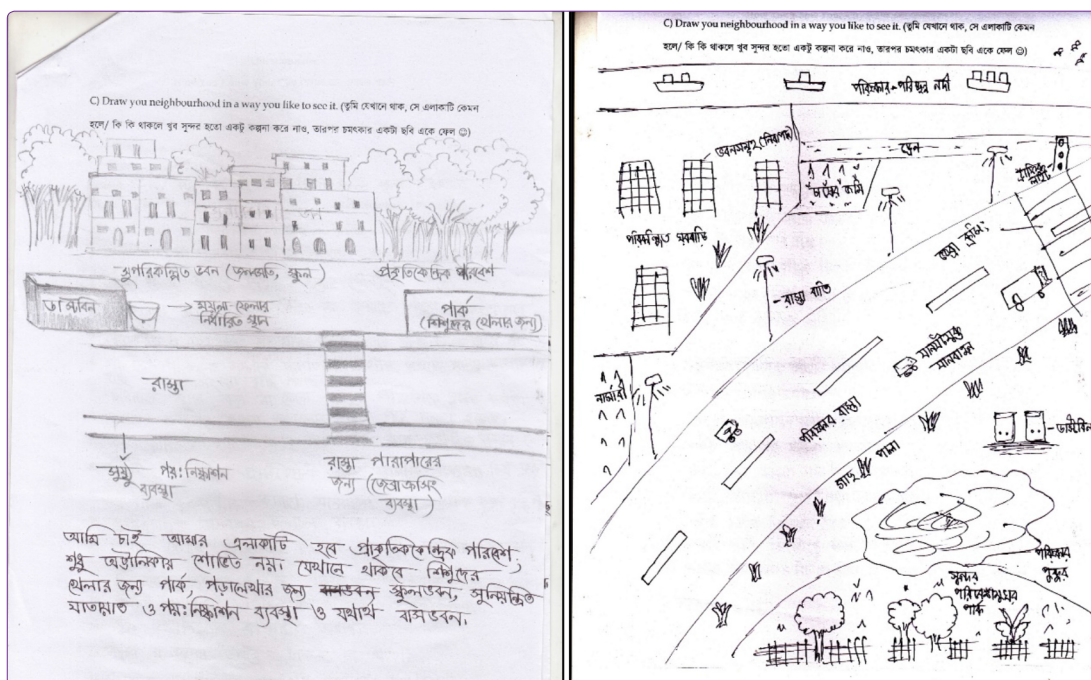 C) Draw you neighbourhood in a way you like to see it. (তুমি যেখানে থাক, সে এলাকাটি কেমন
হলে/ কি কি থাকলে খুব সুন্দর হতো একটু কল্পনা করে নাও, তারপর চমৎকার একটা ছবি একে ফেল ☺)
সুপরিকল্পিত ভবন (স্কুল)
প্রকৃতিকেন্দ্রিক পরিবেশ
ডাস্টবিন
→ ময়লা ফেলার
নির্ধারিত স্থান
পার্ক
(শিশুদের খেলার জন্য)
রাস্তা
সুষ্ঠু পয়ঃনিষ্কাশন
ব্যবস্থা
রাস্তা পারাপারের
জন্য (জেব্রাক্রসিং
ব্যবস্থা)
আমি চাই আমার এলাকাটি হবে প্রাকৃতিককেন্দ্রিক পরিবেশ,
শুধু অট্টালিকায় শোভিত নয়। যেখানে থাকবে শিশুদের
খেলার জন্য পার্ক, পড়ালেখার জন্য স্কুলভবন, সুনিয়ন্ত্রিত
যাতায়াত ও পয়ঃনিষ্কাশন ব্যবস্থা ও যথার্থ বাসভবন।
C) Draw you neighbourhood in a way you like to see it. (তুমি যেখানে থাক, সে এলাকাটি কেমন
হলে/ কি কি থাকলে খুব সুন্দর হতো একটু কল্পনা করে নাও, তারপর চমৎকার একটা ছবি একে ফেল ☺)
পরিষ্কার-পরিচ্ছন্ন নদী
ভবনসমূহ (নিরাপদ)
ড্রেন
চাষের জমি
ট্রাফিক
লাইট
পরিকল্পিত ঘরবাড়ি
জেব্রা ক্রসিং
- রাস্তা বাতি
যানবাহন
নার্সারী
পরিষ্কার রাস্তা
গাছ পালা
- ডাস্টবিন
পরিষ্কার
পুকুর
সুন্দর
পার্ক